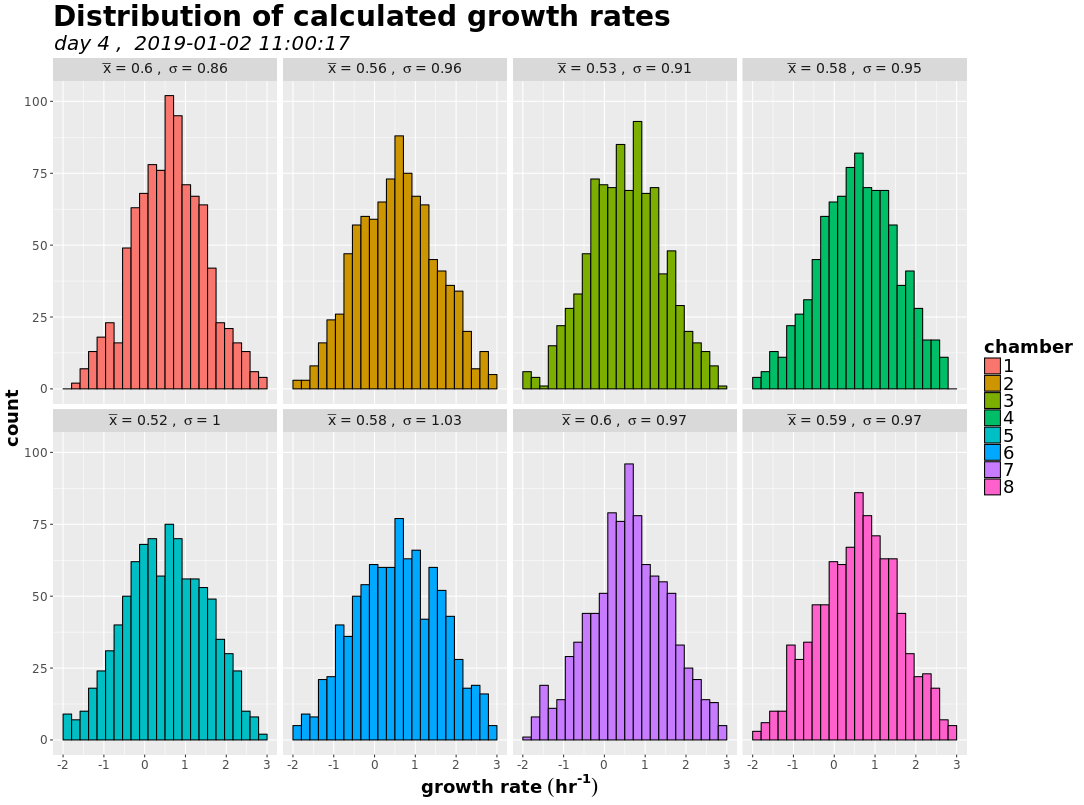 Distribution of calculated growth rates
day 4 ,  2019-01-02 11:00:17
x̅ = 0.6 ,  σ = 0.86
x̅ = 0.56 ,  σ = 0.96
x̅ = 0.53 ,  σ = 0.91
x̅ = 0.58 ,  σ = 0.95
100
75
50
25
0
x̅ = 0.52 ,  σ = 1
x̅ = 0.58 ,  σ = 1.03
x̅ = 0.6 ,  σ = 0.97
x̅ = 0.59 ,  σ = 0.97
100
75
50
25
0
-2 -1 0 1 2 3
-2 -1 0 1 2 3
-2 -1 0 1 2 3
-2 -1 0 1 2 3
count
growth rate (hr⁻¹)
chamber
1
2
3
4
5
6
7
8